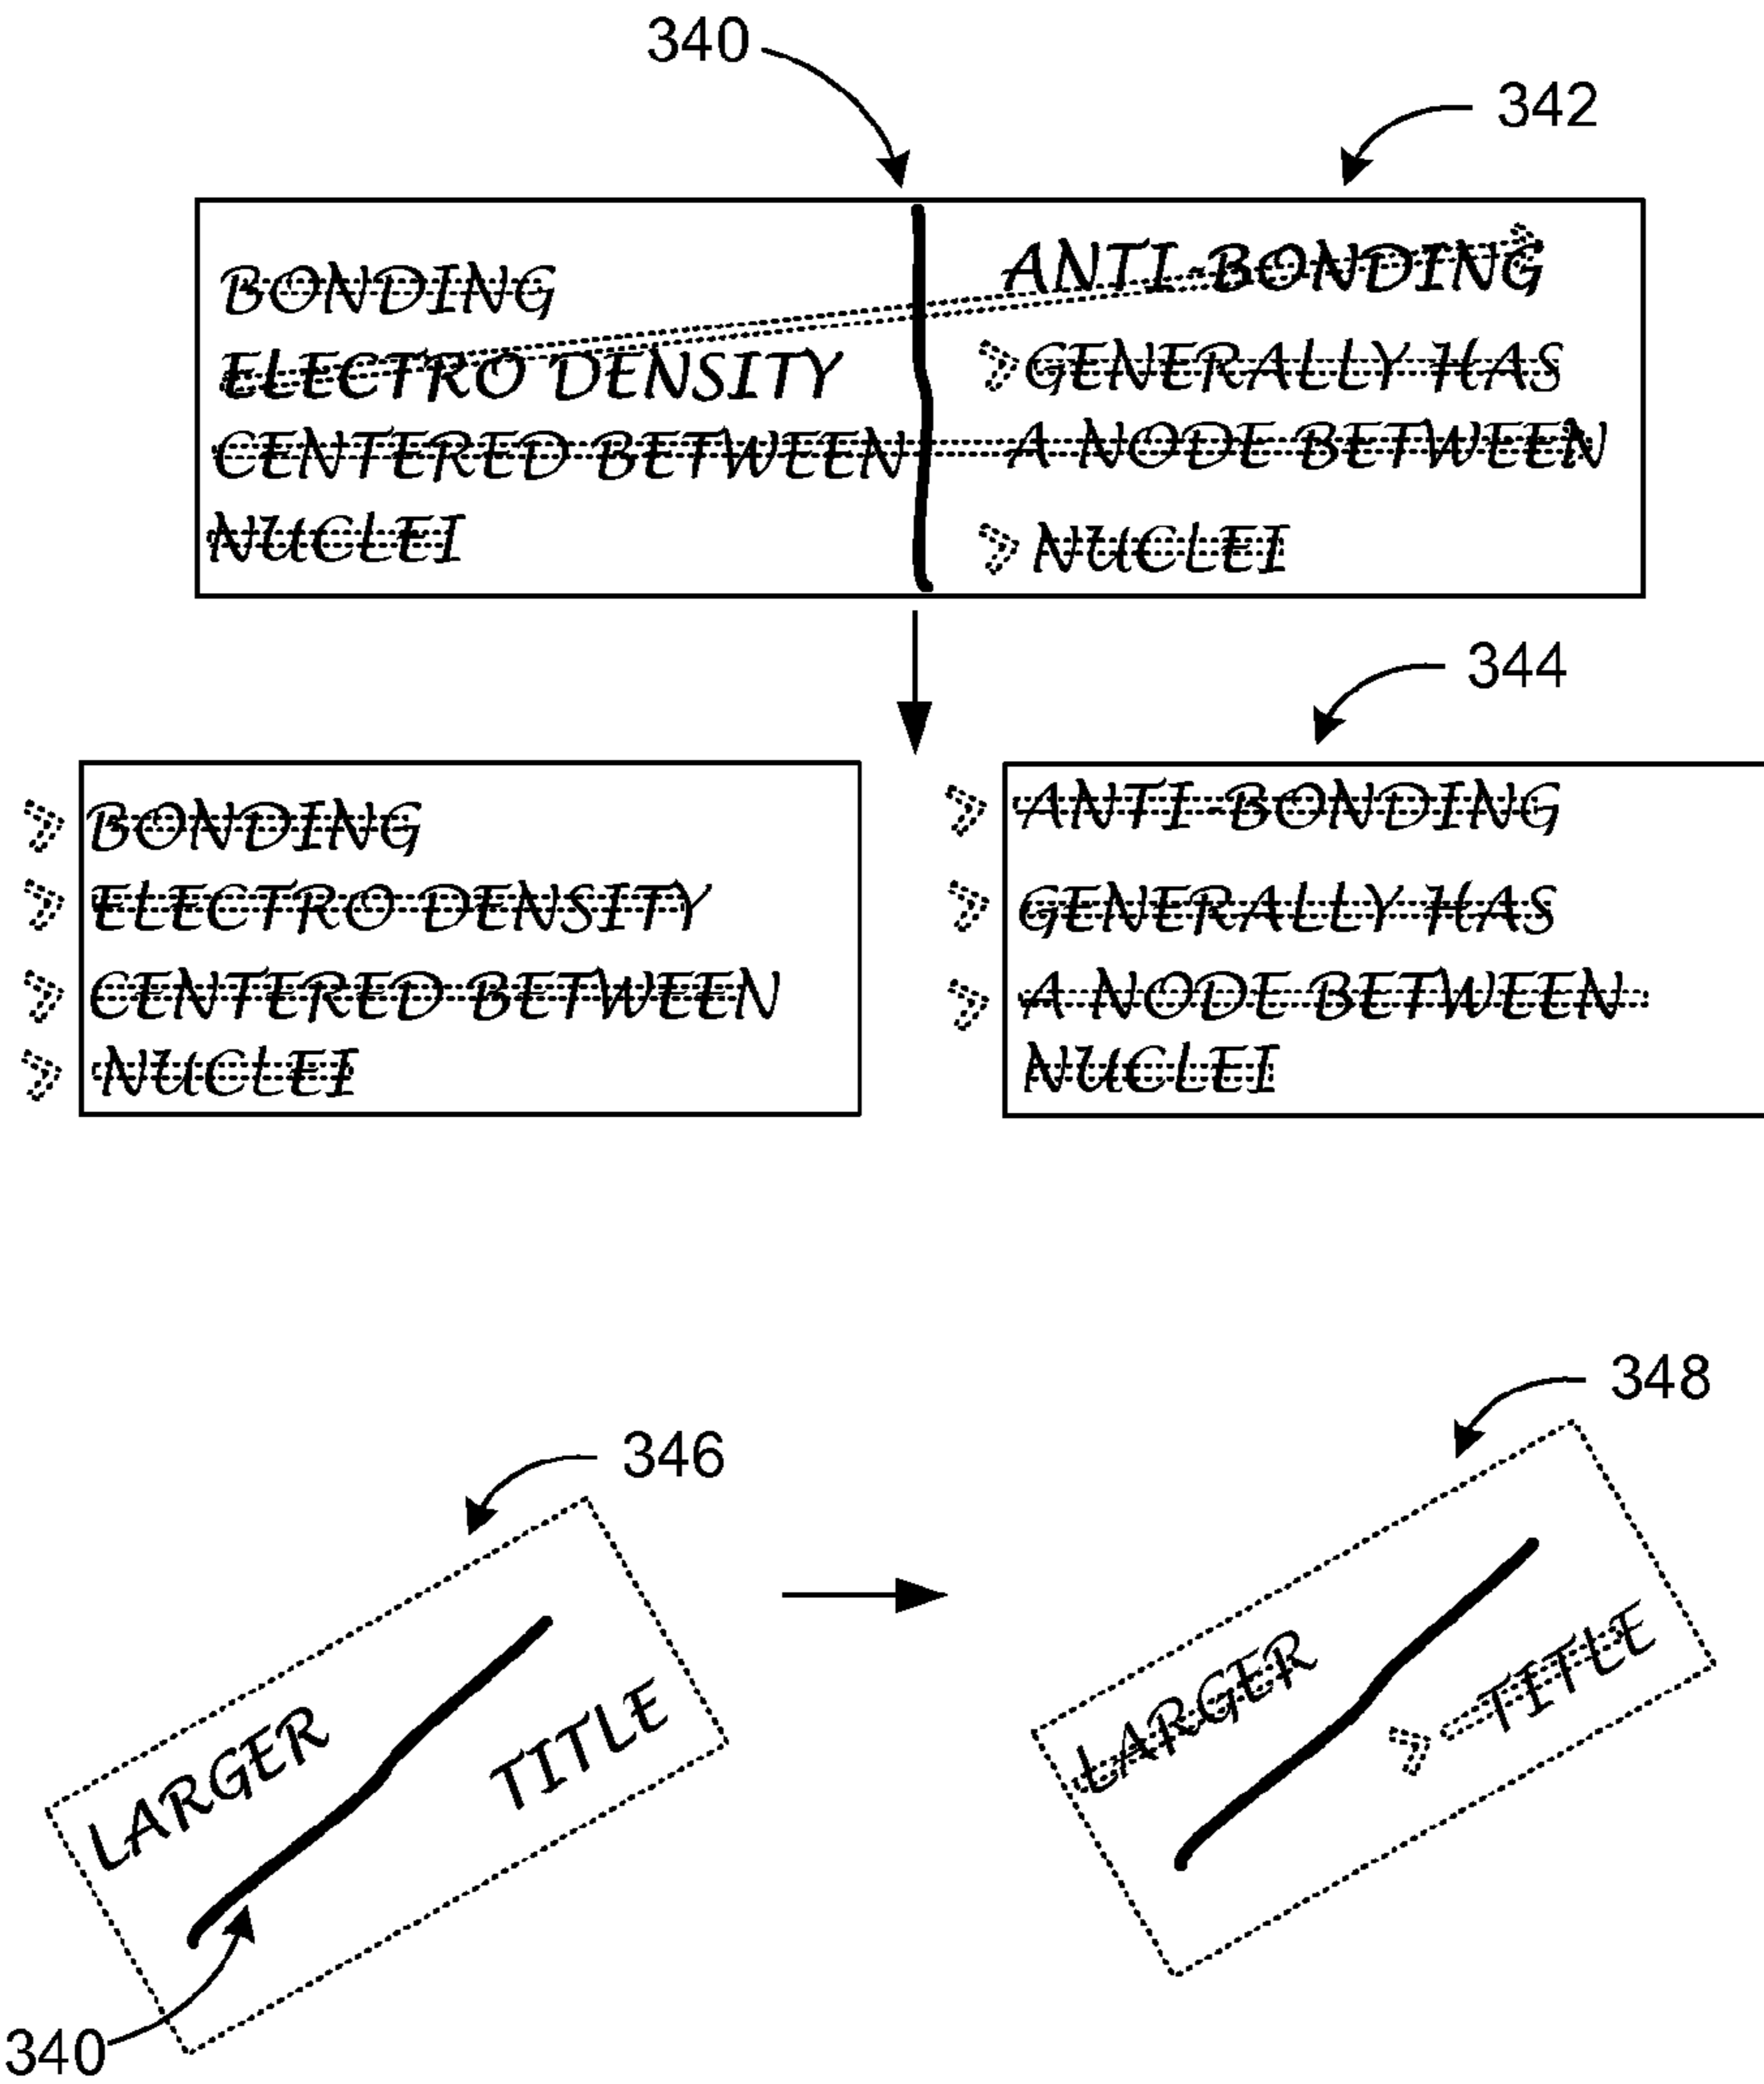 340
342
BONDING
ELECTRO DENSITY
CENTERED BETWEEN
NUCLEI
ANTI-BONDING
GENERALLY HAS
A NODE BETWEEN
NUCLEI
344
BONDING
ELECTRO DENSITY
CENTERED BETWEEN
NUCLEI
ANTI-BONDING
GENERALLY HAS
A NODE BETWEEN
NUCLEI
346
LARGER
TITLE
340
348
LARGER
TITLE